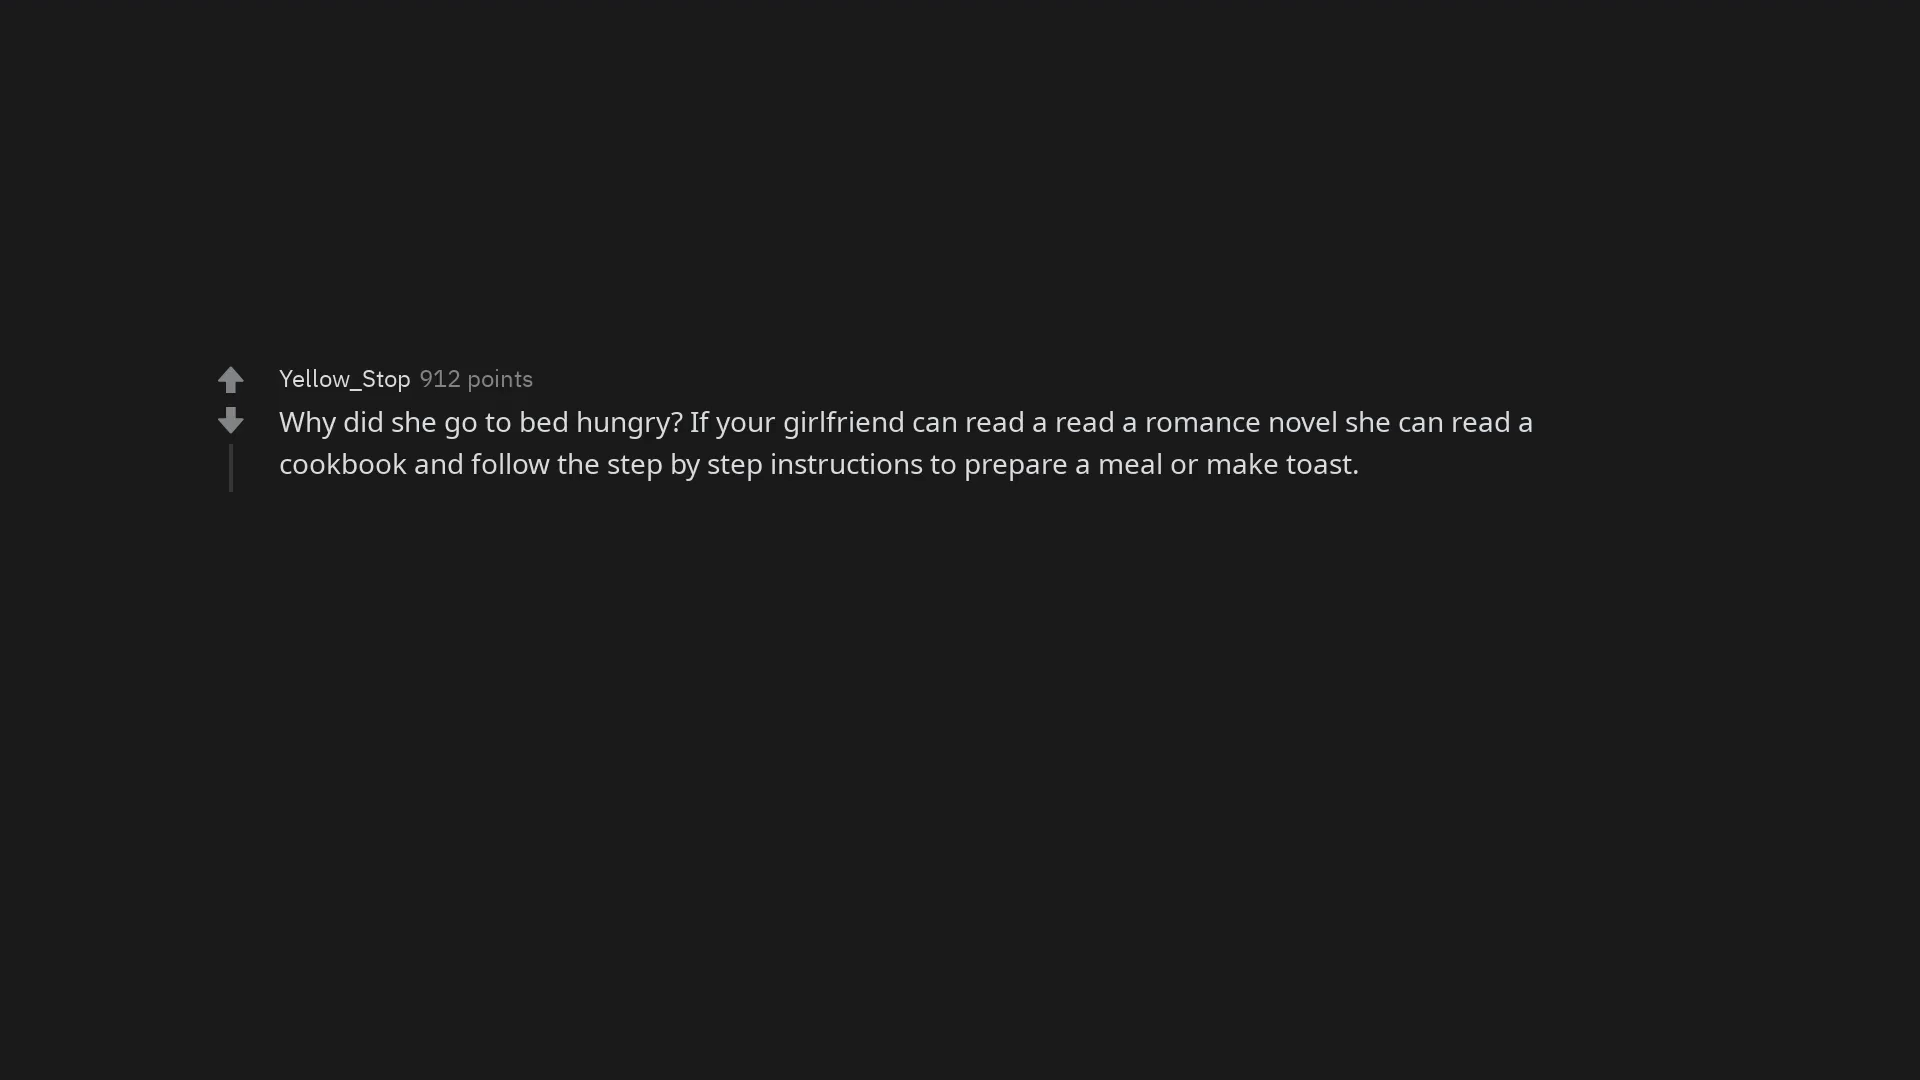 Yellow_Stop 912 points
Why did she go to bed hungry? If your girlfriend can read a read a romance novel she can read a
cookbook and follow the step by step instructions to prepare a meal or make toast.